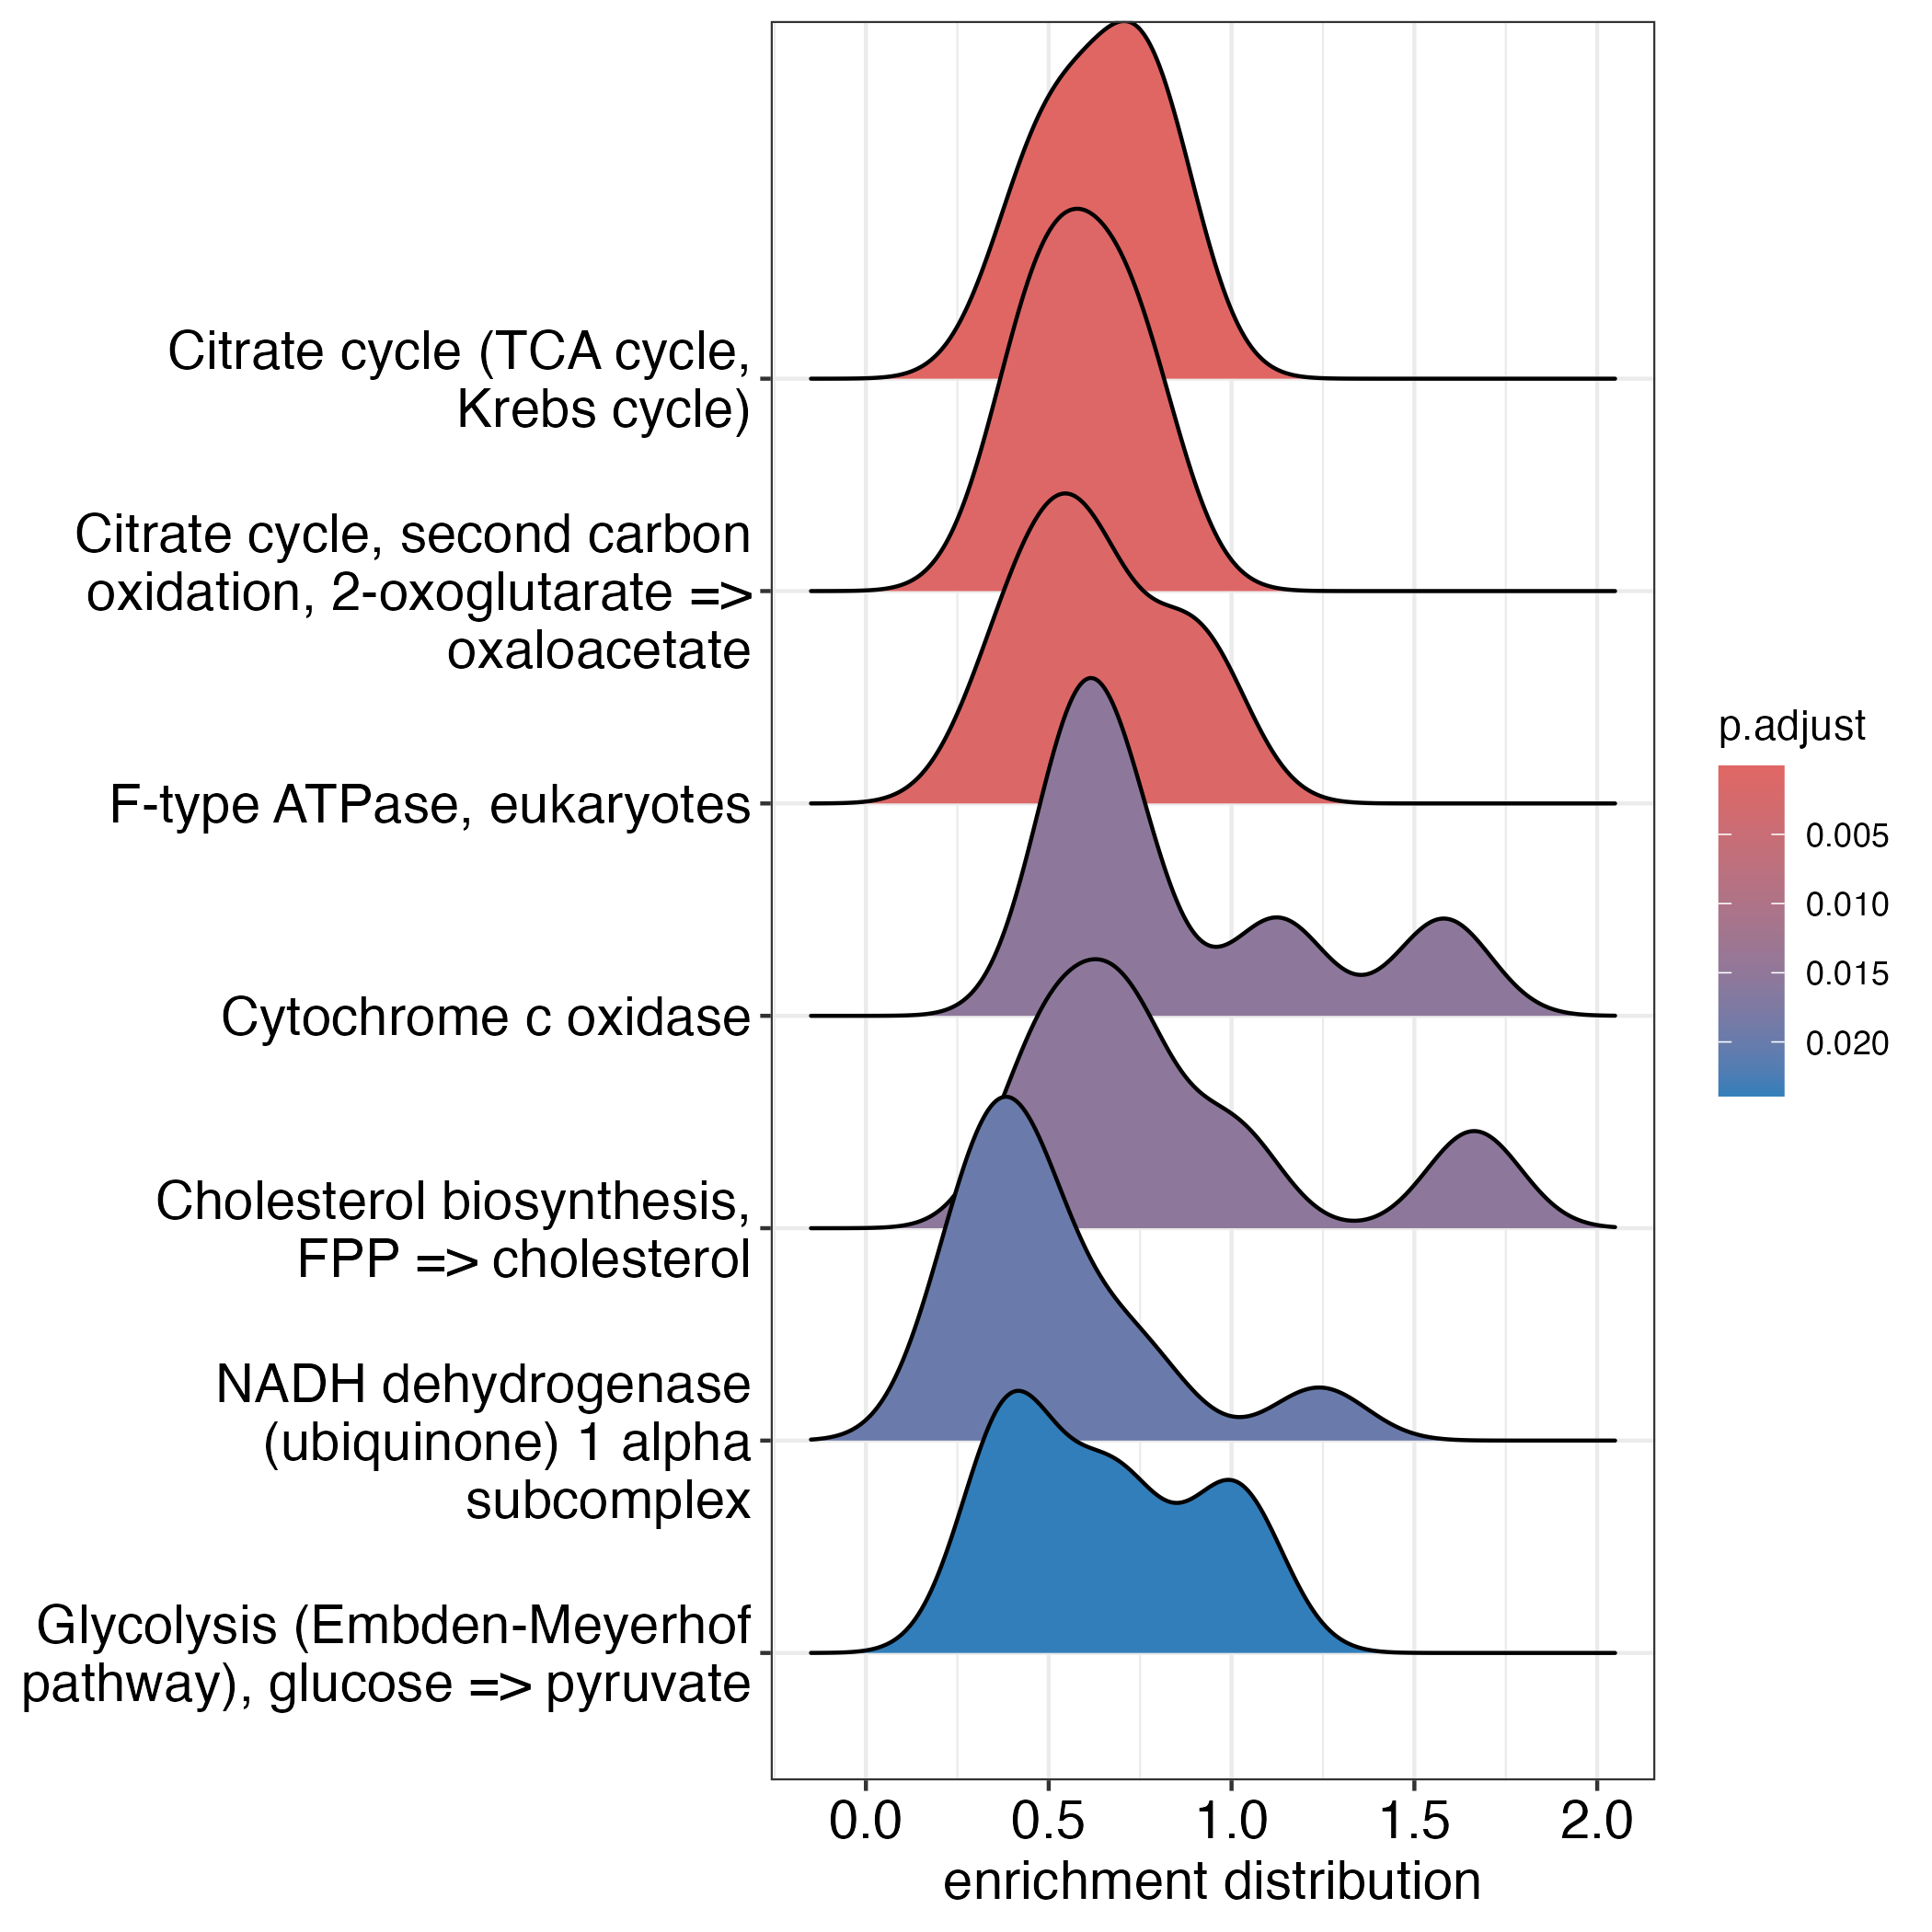 Citrate cycle (TCA cycle,
Krebs cycle)
Citrate cycle, second carbon
oxidation, 2-oxoglutarate =>
oxaloacetate
F-type ATPase, eukaryotes
Cytochrome c oxidase
Cholesterol biosynthesis,
FPP => cholesterol
NADH dehydrogenase
(ubiquinone) 1 alpha
subcomplex
Glycolysis (Embden-Meyerhof
pathway), glucose => pyruvate
0.0 0.5 1.0 1.5 2.0
enrichment distribution
p.adjust
0.005
0.010
0.015
0.020